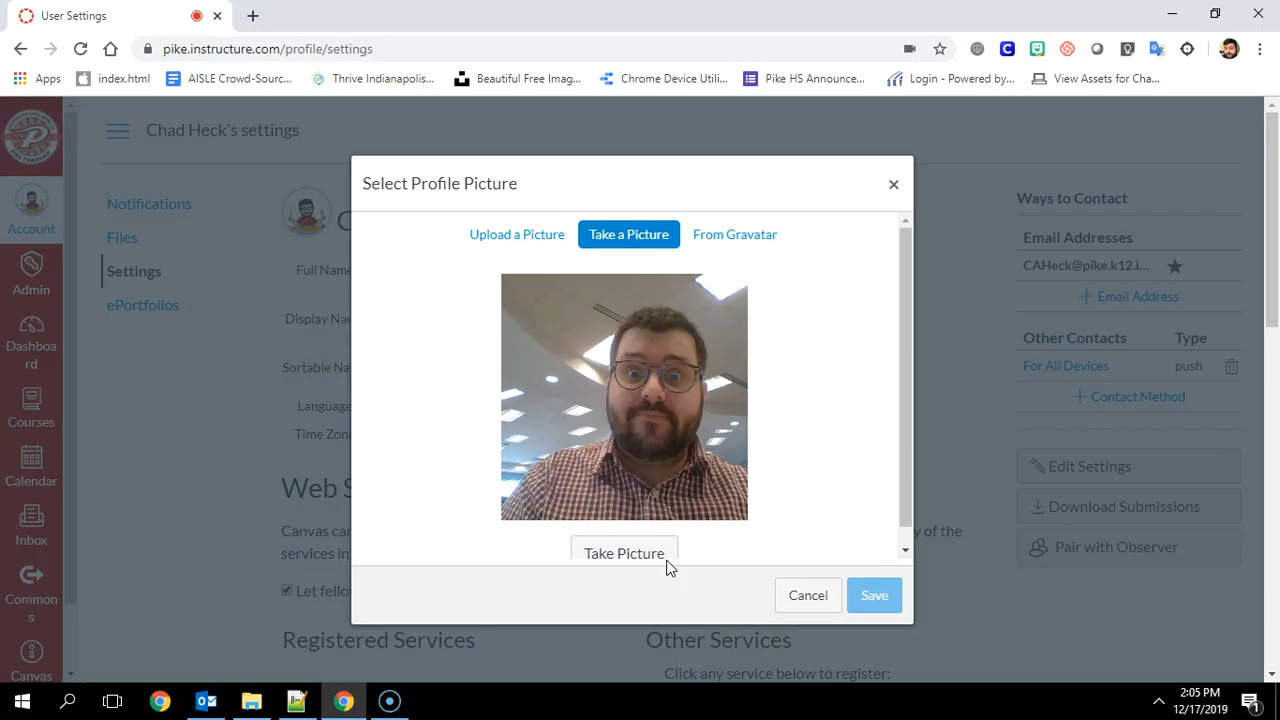 User Settings
pike.instructure.com/profile/settings
Apps
index.html
AISLE Crowd-Sourc...
Thrive Indianapolis...
Beautiful Free Imag...
Chrome Device Utili...
Pike HS Announce...
Login - Powered by...
View Assets for Cha...
Chad Heck's settings
Account
Admin
Dashboa
rd
Courses
Calendar
Inbox
Common
s
Canvas
Notifications
Files
Settings
ePortfolios
C
Full Name
Display Na
Sortable Na
Language
Time Zon
Web S
Canvas can
services in
Let fello
y of the
Registered Services
Other Services
Click any service below to register:
Select Profile Picture
×
Upload a Picture
Take a Picture
From Gravatar
Take Picture
Cancel
Save
Ways to Contact
Email Addresses
CAHeck@pike.k12.i...
+ Email Address
Other Contacts Type
For All Devices push
+ Contact Method
Edit Settings
Download Submissions
Pair with Observer
2:05 PM
12/17/2019
1